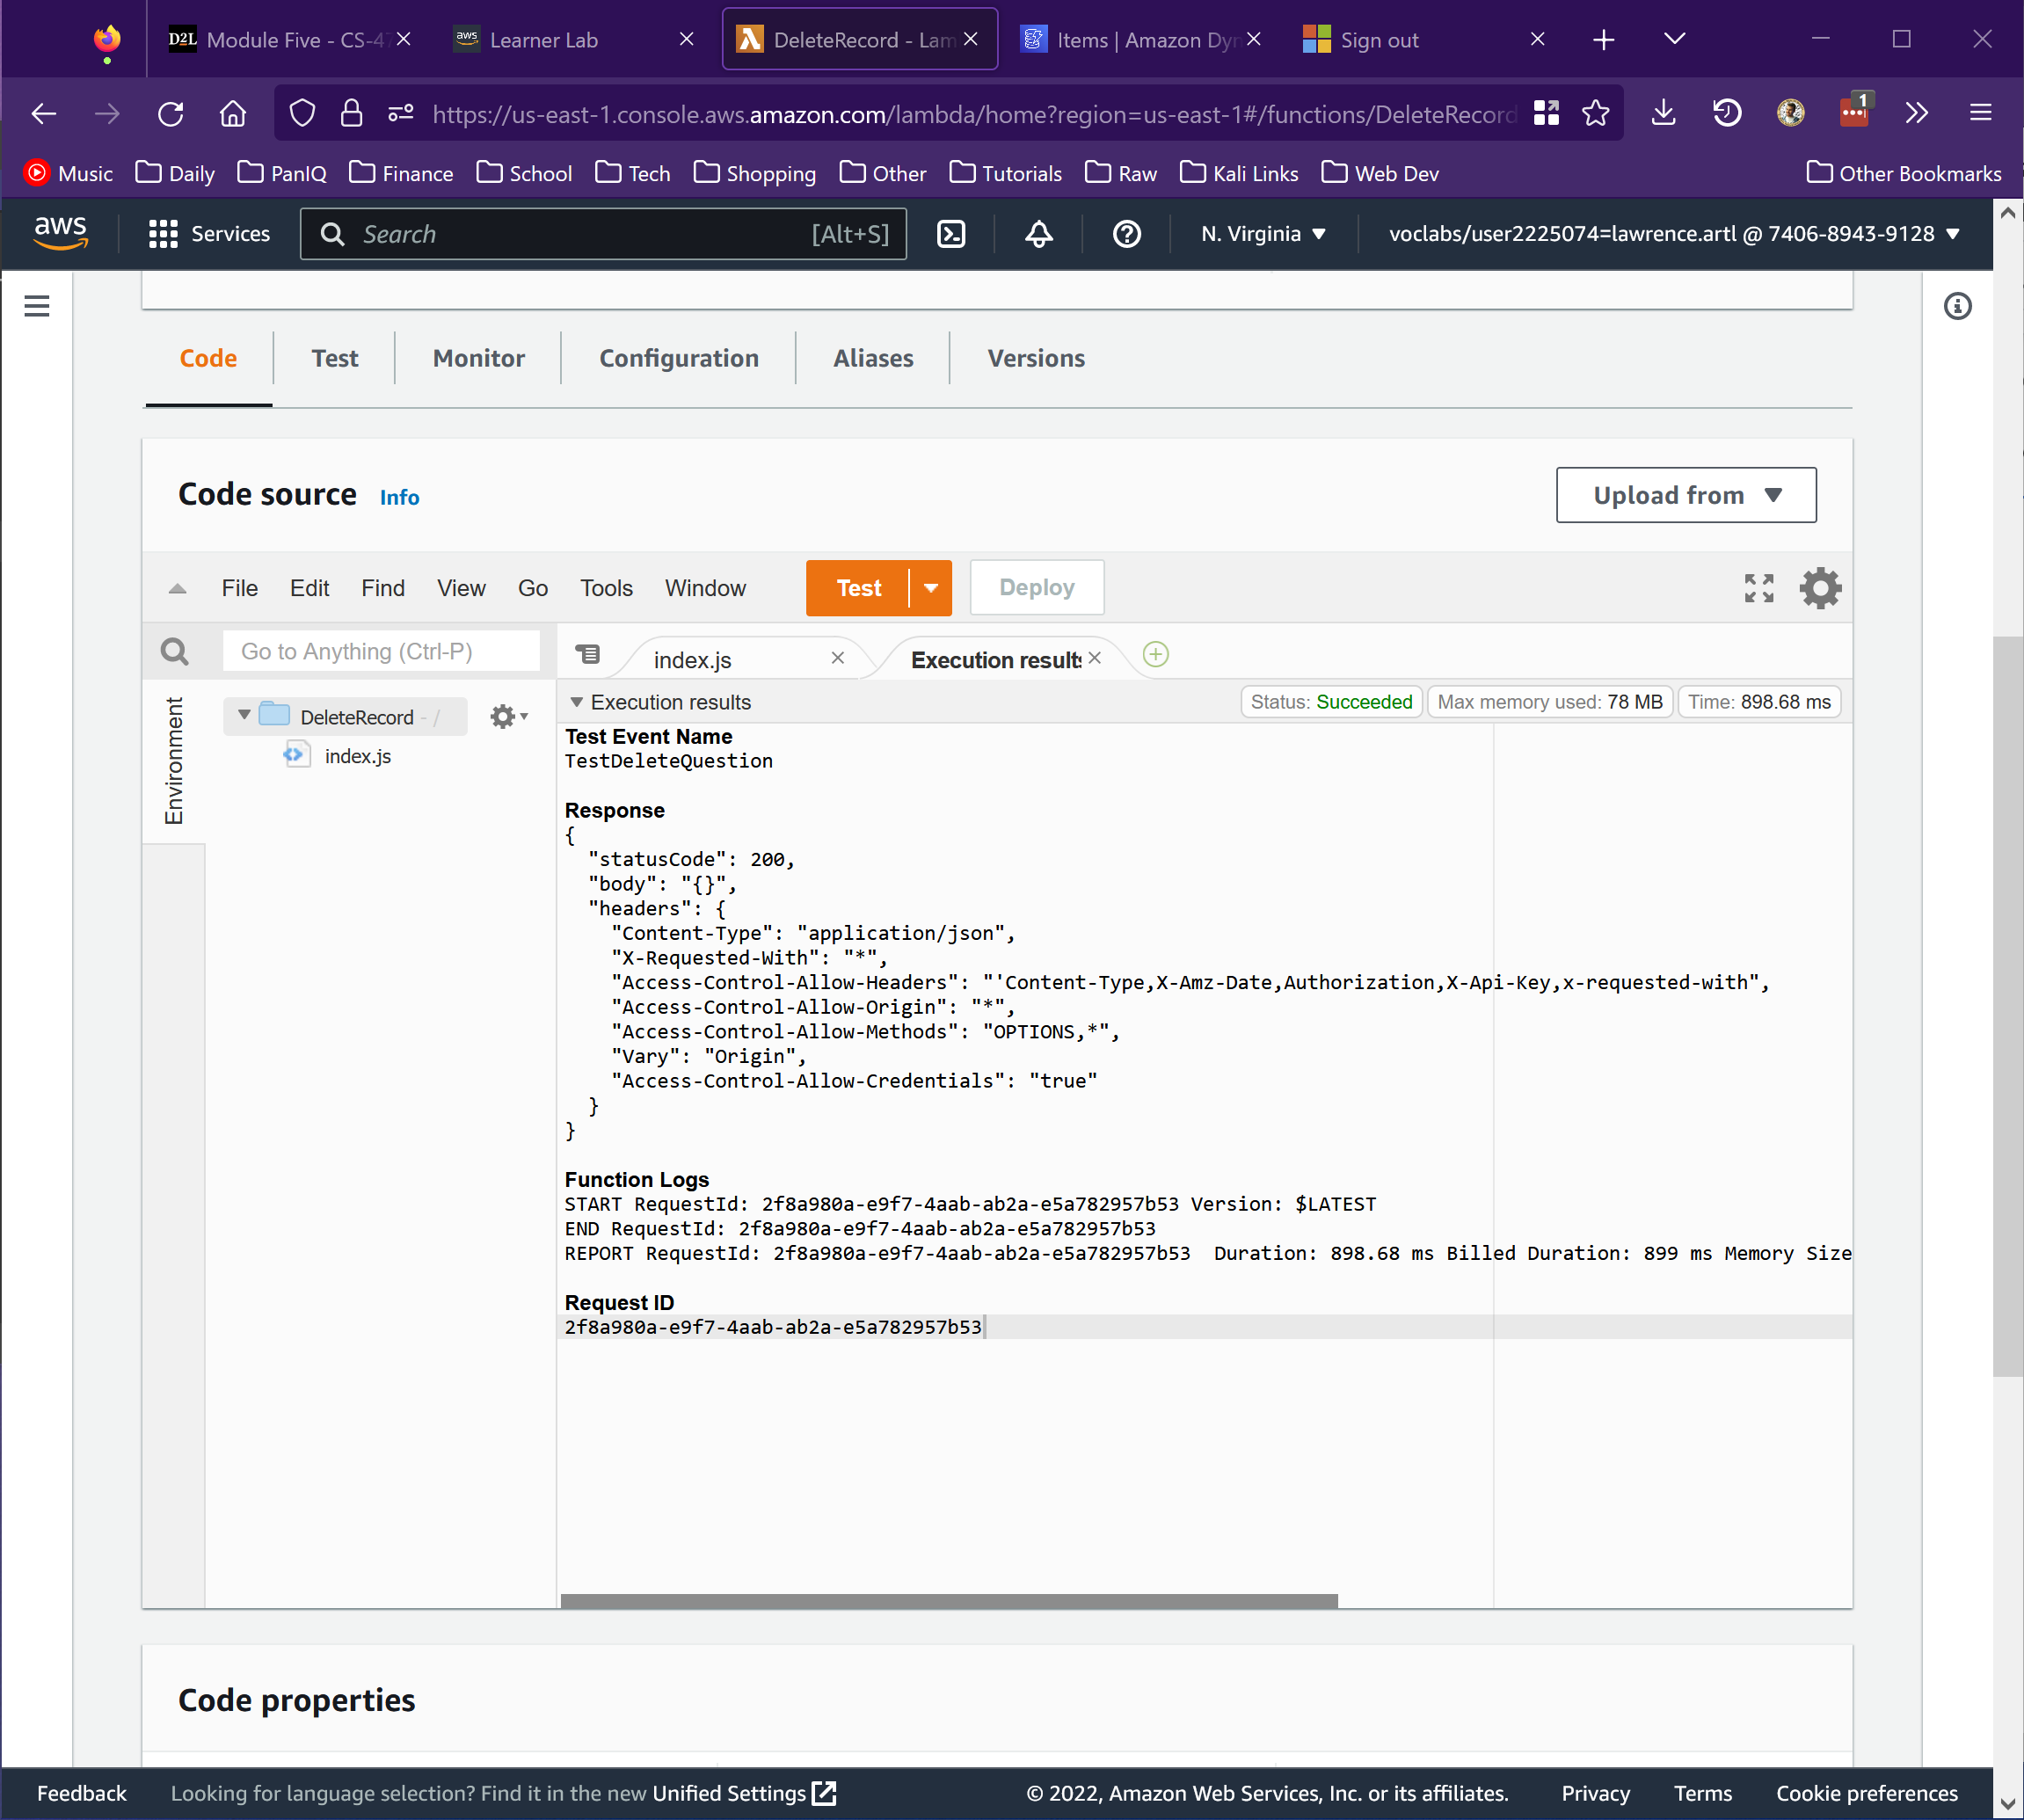 D2L Module Five - CS-47
aws Learner Lab
DeleteRecord - Lam
Items | Amazon Dyn
Sign out
https://us-east-1.console.aws.amazon.com/lambda/home?region=us-east-1#/functions/DeleteRecord
1
Music Daily PanIQ Finance School Tech Shopping Other Tutorials Raw Kali Links Web Dev Other Bookmarks
aws Services Search [Alt+S] N. Virginia voclabs/user2225074=lawrence.artl @ 7406-8943-9128
Code Test Monitor Configuration Aliases Versions
Code source Info Upload from
File Edit Find View Go Tools Window Test Deploy
Go to Anything (Ctrl-P)
index.js Execution results
Environment
DeleteRecord - /
index.js
Execution results Status: Succeeded Max memory used: 78 MB Time: 898.68 ms
Test Event Name
TestDeleteQuestion
Response
{
"statusCode": 200,
"body": "{}",
"headers": {
"Content-Type": "application/json",
"X-Requested-With": "*",
"Access-Control-Allow-Headers": "'Content-Type,X-Amz-Date,Authorization,X-Api-Key,x-requested-with",
"Access-Control-Allow-Origin": "*",
"Access-Control-Allow-Methods": "OPTIONS,*",
"Vary": "Origin",
"Access-Control-Allow-Credentials": "true"
}
}
Function Logs
START RequestId: 2f8a980a-e9f7-4aab-ab2a-e5a782957b53 Version: $LATEST
END RequestId: 2f8a980a-e9f7-4aab-ab2a-e5a782957b53
REPORT RequestId: 2f8a980a-e9f7-4aab-ab2a-e5a782957b53 Duration: 898.68 ms Billed Duration: 899 ms Memory Size
Request ID
2f8a980a-e9f7-4aab-ab2a-e5a782957b53
Code properties
Feedback Looking for language selection? Find it in the new Unified Settings © 2022, Amazon Web Services, Inc. or its affiliates. Privacy Terms Cookie preferences